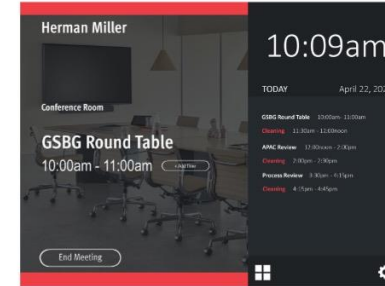 Herman Miller
Conference Room
GSBG Round Table
10:00am - 11:00am
+ Add Time
End Meeting
10:09am
TODAY April 22, 202
GSBG Round Table 10:00am- 11:00am
Cleaning 11:30am - 12:00noon
APAC Review 12:00noon - 2:00pm
Cleaning 2:00pm - 2:30pm
Process Review 3:30pm - 4:15pm
Cleaning 4:15pm - 4:45pm